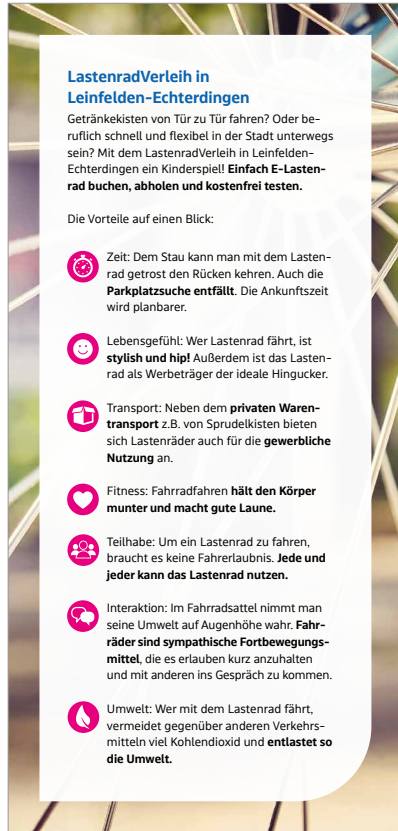 LastenradVerleih in
Leinfelden-Echterdingen
Getränkekisten von Tür zu Tür fahren? Oder be-
ruflich schnell und flexibel in der Stadt unterwegs
sein? Mit dem LastenradVerleih in Leinfelden-
Echterdingen ein Kinderspiel! Einfach E-Lasten-
rad buchen, abholen und kostenfrei testen.
Die Vorteile auf einen Blick:
Zeit: Dem Stau kann man mit dem Lasten-
rad getrost den Rücken kehren. Auch die
Parkplatzsuche entfällt. Die Ankunftszeit
wird planbarer.
Lebensgefühl: Wer Lastenrad fährt, ist
stylish und hip! Außerdem ist das Lasten-
rad als Werbeträger der ideale Hingucker.
Transport: Neben dem privaten Waren-
transport z.B. von Sprudelkisten bieten
sich Lastenräder auch für die gewerbliche
Nutzung an.
Fitness: Fahrradfahren hält den Körper
munter und macht gute Laune.
Teilhabe: Um ein Lastenrad zu fahren,
braucht es keine Fahrerlaubnis. Jede und
jeder kann das Lastenrad nutzen.
Interaktion: Im Fahrradsattel nimmt man
seine Umwelt auf Augenhöhe wahr. Fahr-
räder sind sympathische Fortbewegungs-
mittel, die es erlauben kurz anzuhalten
und mit anderen ins Gespräch zu kommen.
Umwelt: Wer mit dem Lastenrad fährt,
vermeidet gegenüber anderen Verkehrs-
mitteln viel Kohlendioxid und entlastet so
die Umwelt.